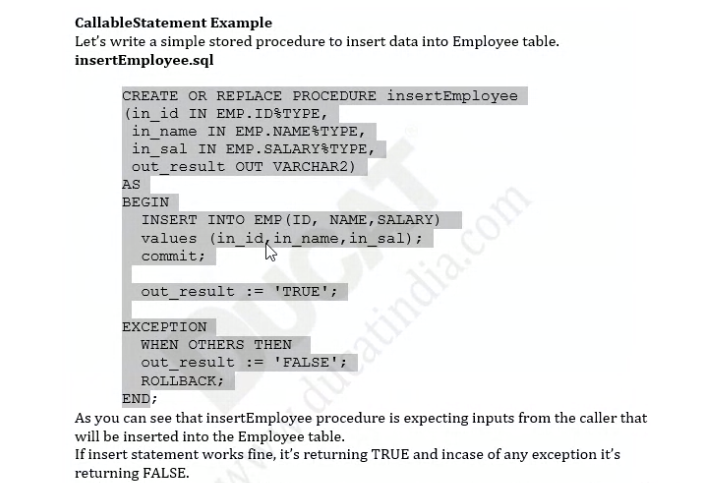 CallableStatement Example
Let's write a simple stored procedure to insert data into Employee table.
insertEmployee.sql
CREATE OR REPLACE PROCEDURE insertEmployee
(in_id IN EMP.ID%TYPE,
in_name IN EMP.NAME%TYPE,
in_sal IN EMP.SALARY%TYPE,
out_result OUT VARCHAR2)
AS
BEGIN
INSERT INTO EMP(ID, NAME,SALARY)
values (in_id,in_name,in_sal);
commit;
out_result := 'TRUE';
EXCEPTION
WHEN OTHERS THEN
out_result := 'FALSE';
ROLLBACK;
END;
As you can see that insertEmployee procedure is expecting inputs from the caller that
will be inserted into the Employee table.
If insert statement works fine, it's returning TRUE and incase of any exception it's
returning FALSE.
DUCAT
www.ducatindia.com